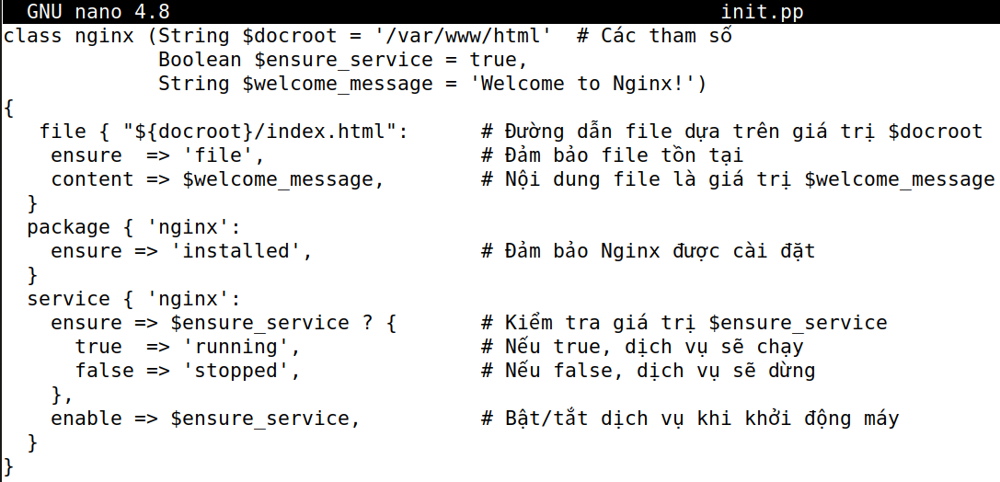 GNU nano 4.8 init.pp
class nginx (String $docroot = '/var/www/html'  # Các tham số
             Boolean $ensure_service = true,
             String $welcome_message = 'Welcome to Nginx!')
{
   file { "${docroot}/index.html":      # Đường dẫn file dựa trên giá trị $docroot
    ensure  => 'file',                  # Đảm bảo file tồn tại
    content => $welcome_message,        # Nội dung file là giá trị $welcome_message
  }
  package { 'nginx':
    ensure => 'installed',              # Đảm bảo Nginx được cài đặt
  }
  service { 'nginx':
    ensure => $ensure_service ? {       # Kiểm tra giá trị $ensure_service
      true  => 'running',               # Nếu true, dịch vụ sẽ chạy
      false => 'stopped',               # Nếu false, dịch vụ sẽ dừng
    },
    enable => $ensure_service,          # Bật/tắt dịch vụ khi khởi động máy
  }
}